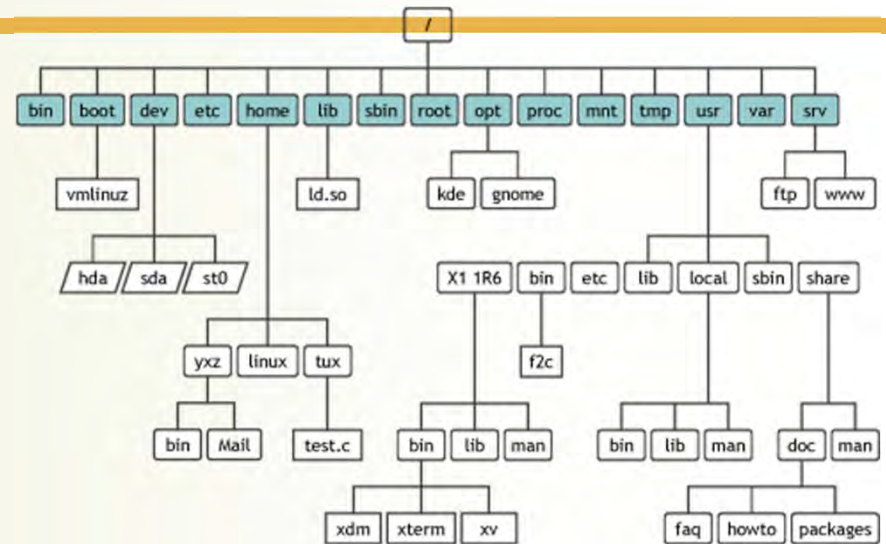 /
bin boot dev etc home lib sbin root opt proc mnt tmp usr var srv
vmlinuz ld.so kde gnome ftp www
hda sda st0 X1 1R6 bin etc lib local sbin share
yxz linux tux f2c
bin Mail test.c bin lib man bin lib man doc man
xdm xterm xv faq howto packages